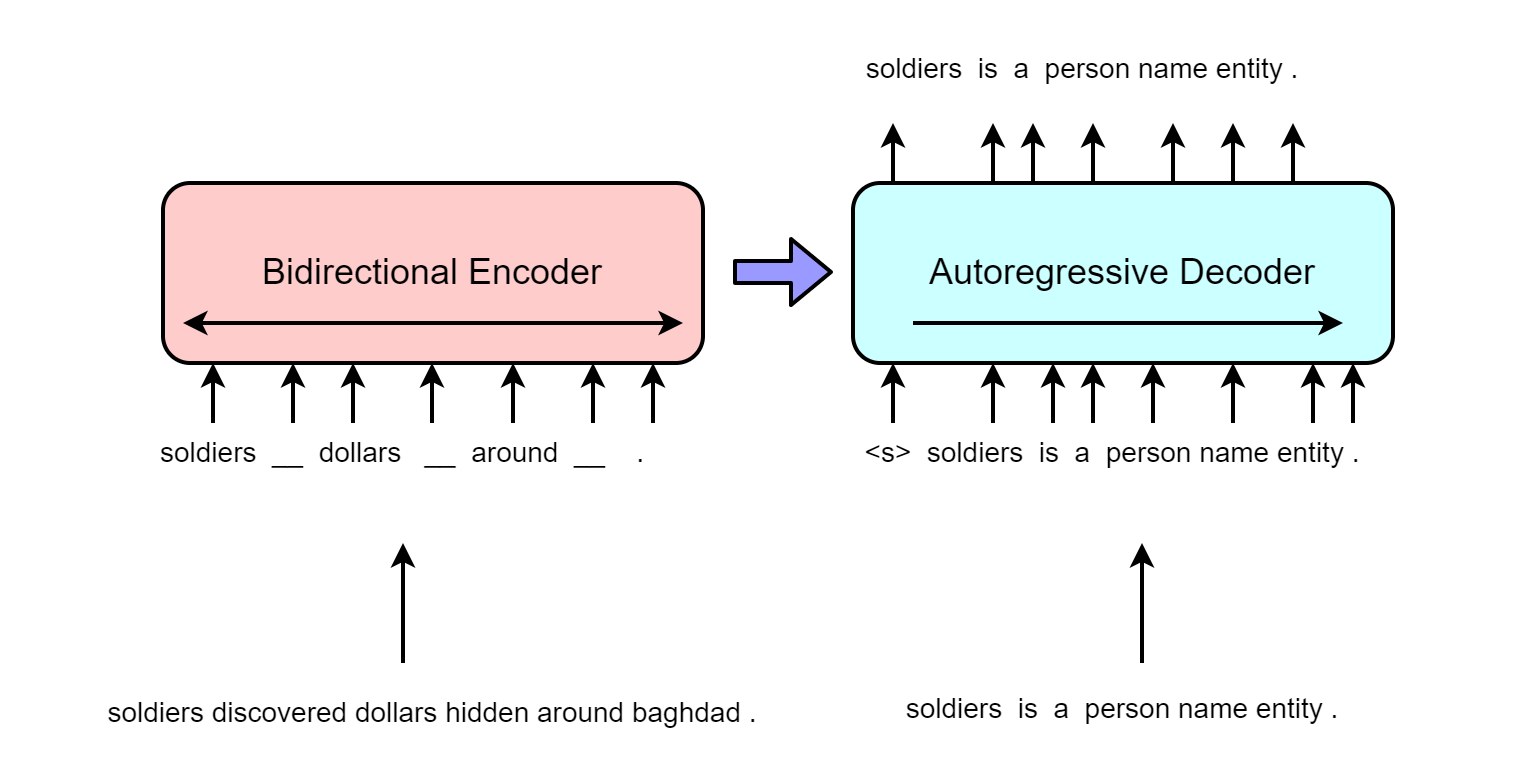 soldiers is a person name entity .
Bidirectional Encoder
Autoregressive Decoder
soldiers __ dollars __ around __ .
<s> soldiers is a person name entity .
soldiers discovered dollars hidden around baghdad .
soldiers is a person name entity .